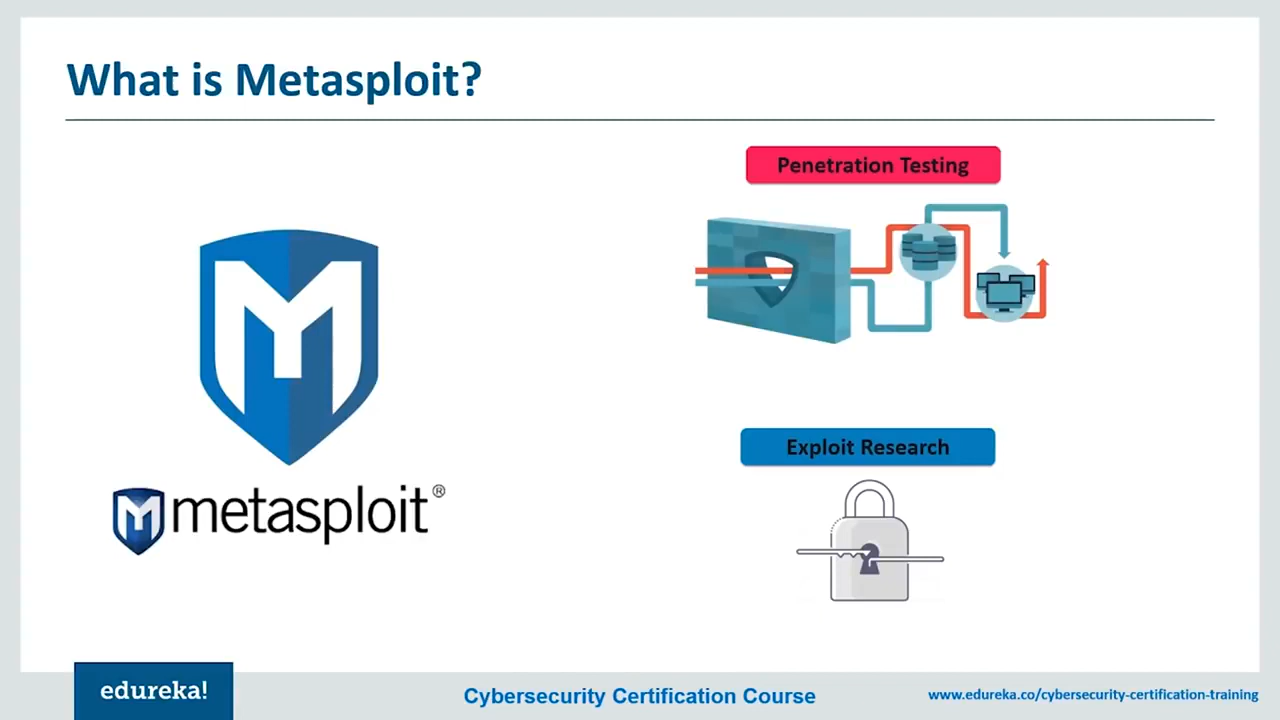 What is Metasploit?
Penetration Testing
Exploit Research
metasploit®
edureka!
Cybersecurity Certification Course
www.edureka.co/cybersecurity-certification-training